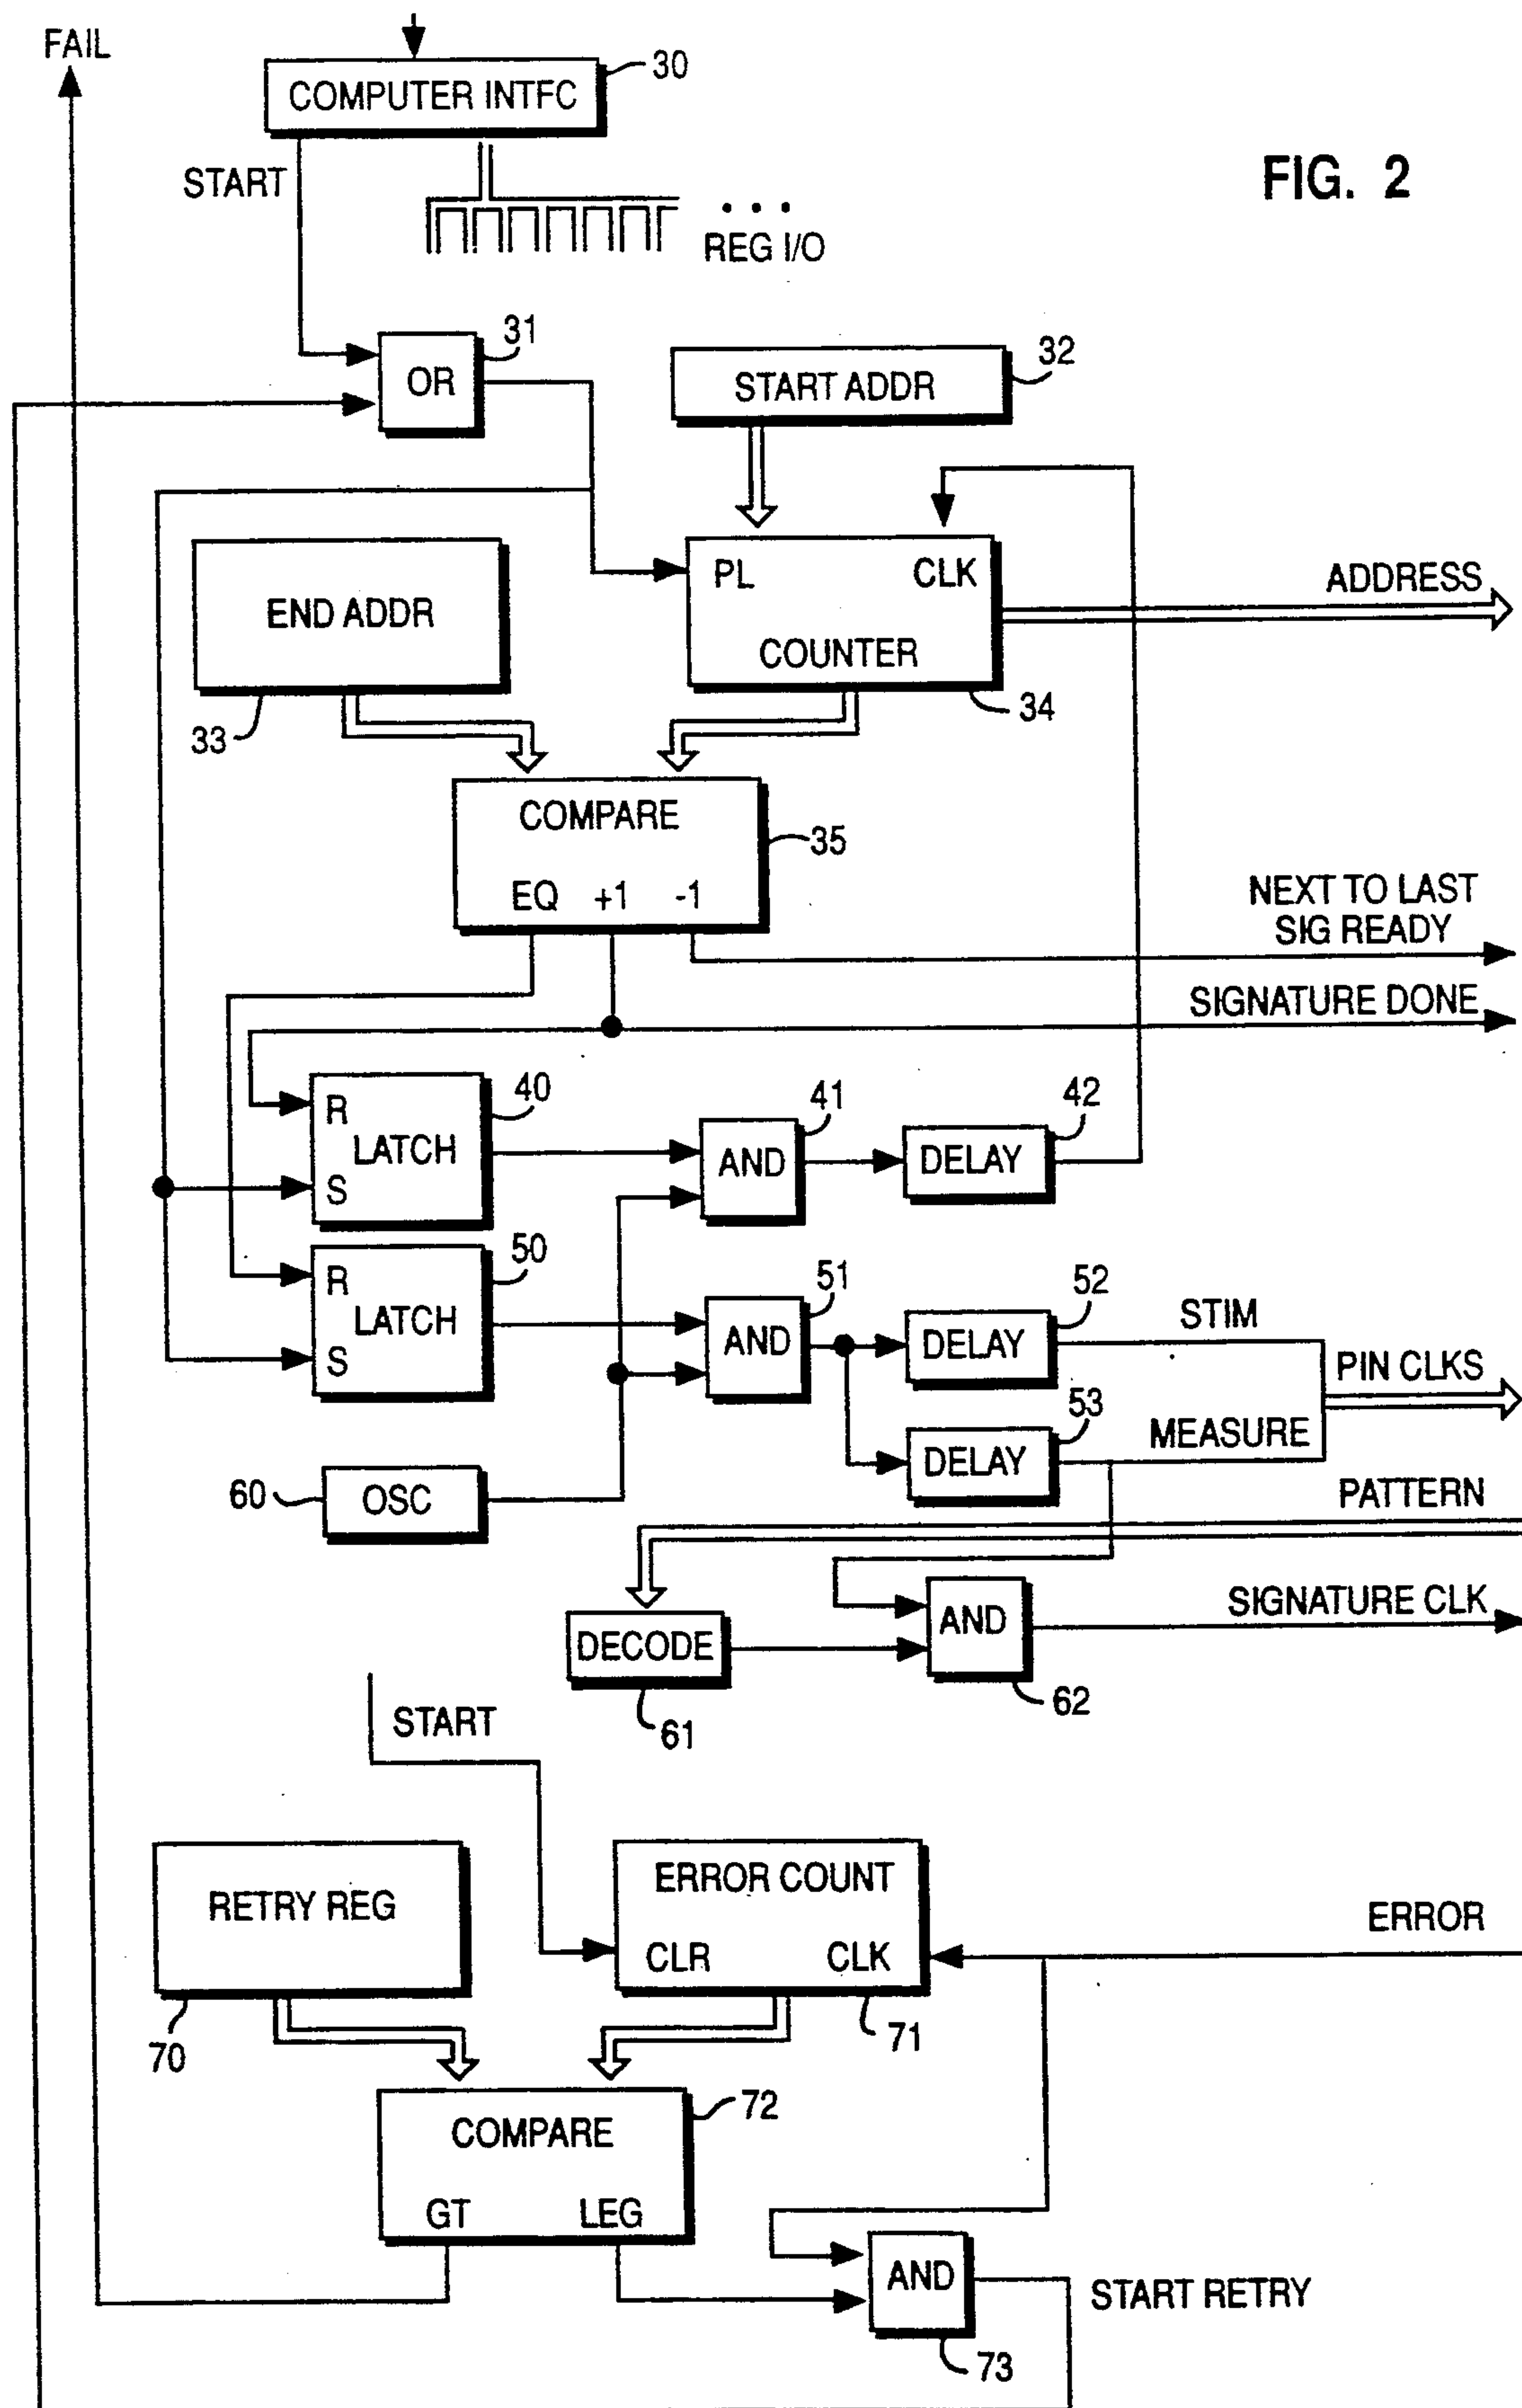 FAIL
COMPUTER INTFC
30
START
FIG. 2
• • •
REG I/O
31
OR
32
START ADDR
PL
CLK
COUNTER
34
ADDRESS
END ADDR
33
COMPARE
EQ
+1
-1
35
NEXT TO LAST
SIG READY
SIGNATURE DONE
R
LATCH
S
40
41
AND
42
DELAY
R
LATCH
S
50
51
AND
52
DELAY
STIM
PIN CLKS
53
DELAY
MEASURE
60
OSC
PATTERN
DECODE
61
AND
62
SIGNATURE CLK
START
RETRY REG
70
ERROR COUNT
CLR
CLK
71
ERROR
COMPARE
GT
LEG
72
AND
73
START RETRY